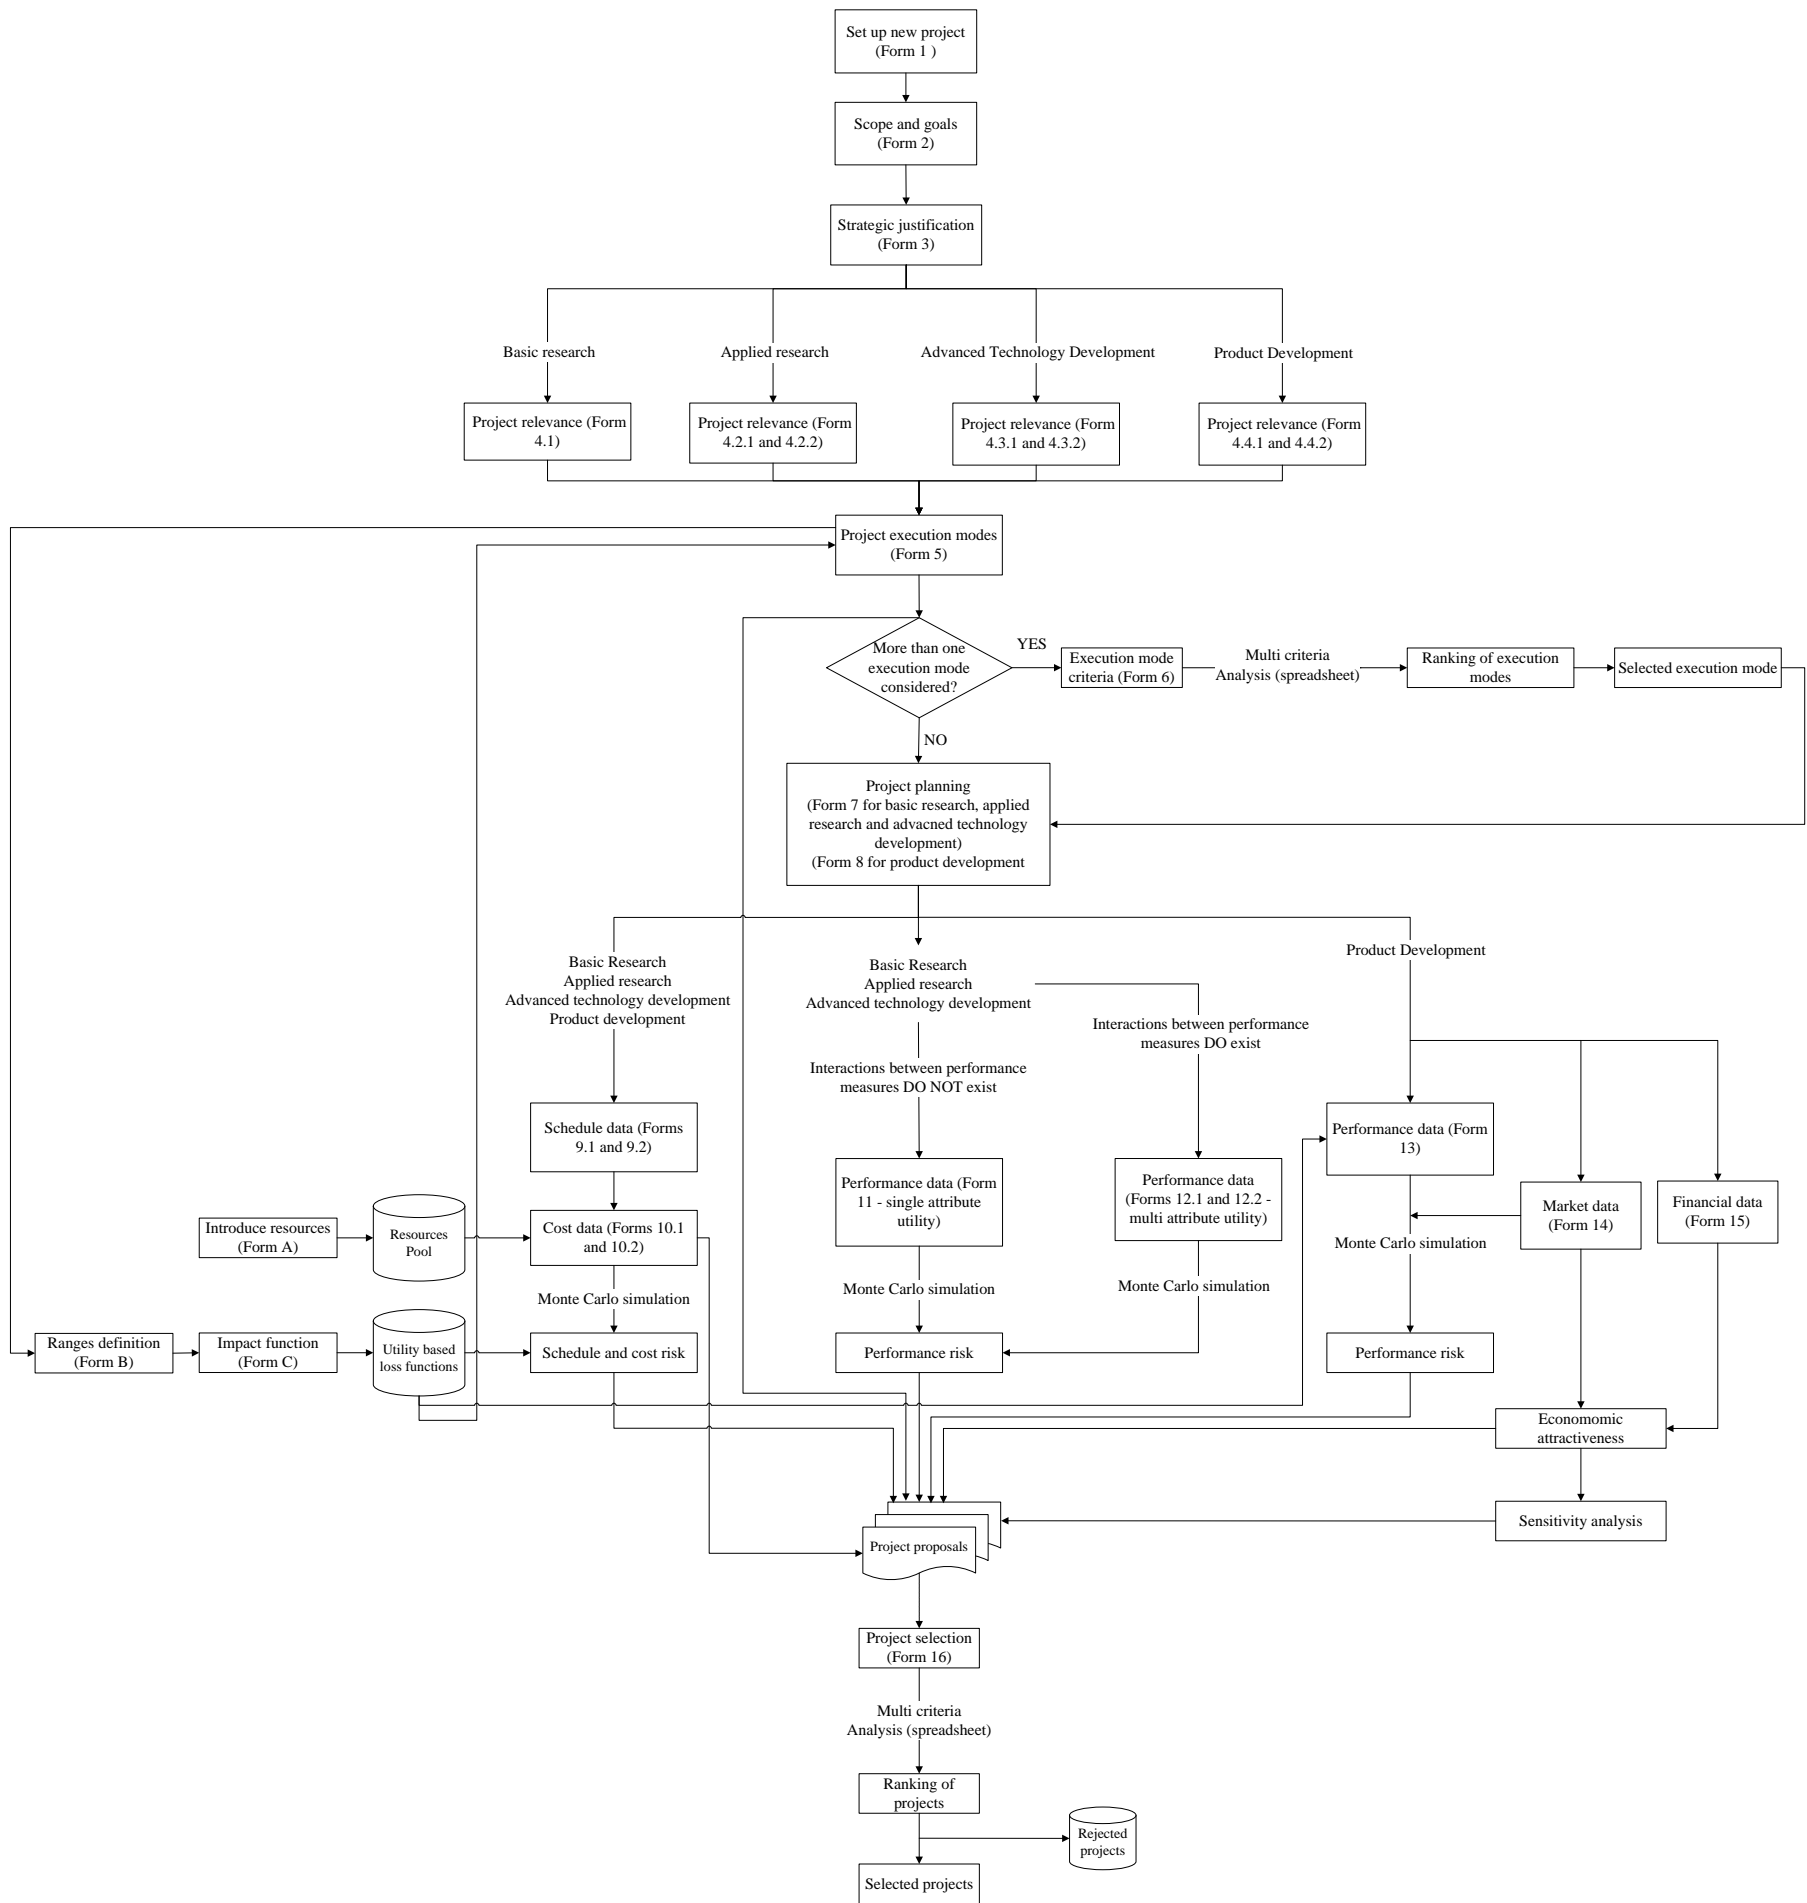 Set up new project
(Form 1 )
Scope and goals
(Form 2)
Strategic justification
(Form 3)
Basic research
Applied research
Advanced Technology Development
Product Development
Project relevance (Form
4.1)
Project relevance (Form
4.2.1 and 4.2.2)
Project relevance (Form
4.3.1 and 4.3.2)
Project relevance (Form
4.4.1 and 4.4.2)
Project execution modes
(Form 5)
More than one
execution mode
considered?
YES
Execution mode
criteria (Form 6)
Multi criteria
Analysis (spreadsheet)
Ranking of execution
modes
Selected execution mode
NO
Project planning
(Form 7 for basic research, applied
research and advacned technology
development)
(Form 8 for product development
Basic Research
Applied research
Advanced technology development
Product development
Basic Research
Applied research
Advanced technology development
Product Development
Interactions between performance
measures DO exist
Interactions between performance
measures DO NOT exist
Schedule data (Forms
9.1 and 9.2)
Performance data (Form
13)
Performance data (Form
11 - single attribute
utility)
Performance data
(Forms 12.1 and 12.2 -
multi attribute utility)
Market data
(Form 14)
Financial data
(Form 15)
Introduce resources
(Form A)
Resources
Pool
Cost data (Forms 10.1
and 10.2)
Monte Carlo simulation
Monte Carlo simulation
Monte Carlo simulation
Monte Carlo simulation
Ranges definition
(Form B)
Impact function
(Form C)
Utility based
loss functions
Schedule and cost risk
Performance risk
Performance risk
Econoomic
attractiveness
Sensitivity analysis
Project proposals
Project selection
(Form 16)
Multi criteria
Analysis (spreadsheet)
Ranking of
projects
Rejected
projects
Selected projects